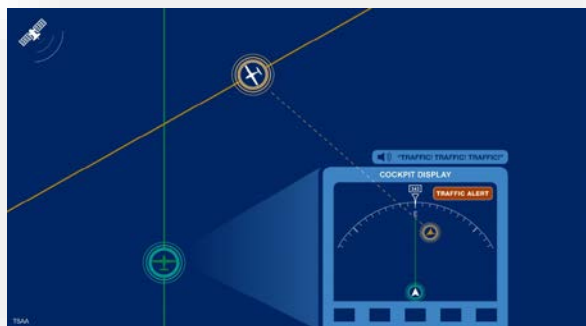 "TRAFFIC! TRAFFIC! TRAFFIC!"
COCKPIT DISPLAY
TRAFFIC ALERT
TSAA